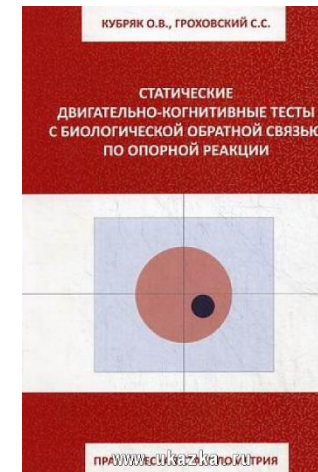 КУБРЯК О.В., ГРОХОВСКИЙ С.С.
СТАТИЧЕСКИЕ
ДВИГАТЕЛЬНО-КОГНИТИВНЫЕ ТЕСТЫ
С БИОЛОГИЧЕСКОЙ ОБРАТНОЙ СВЯЗЬЮ
ПО ОПОРНОЙ РЕАКЦИИ
www.ukazka.ru